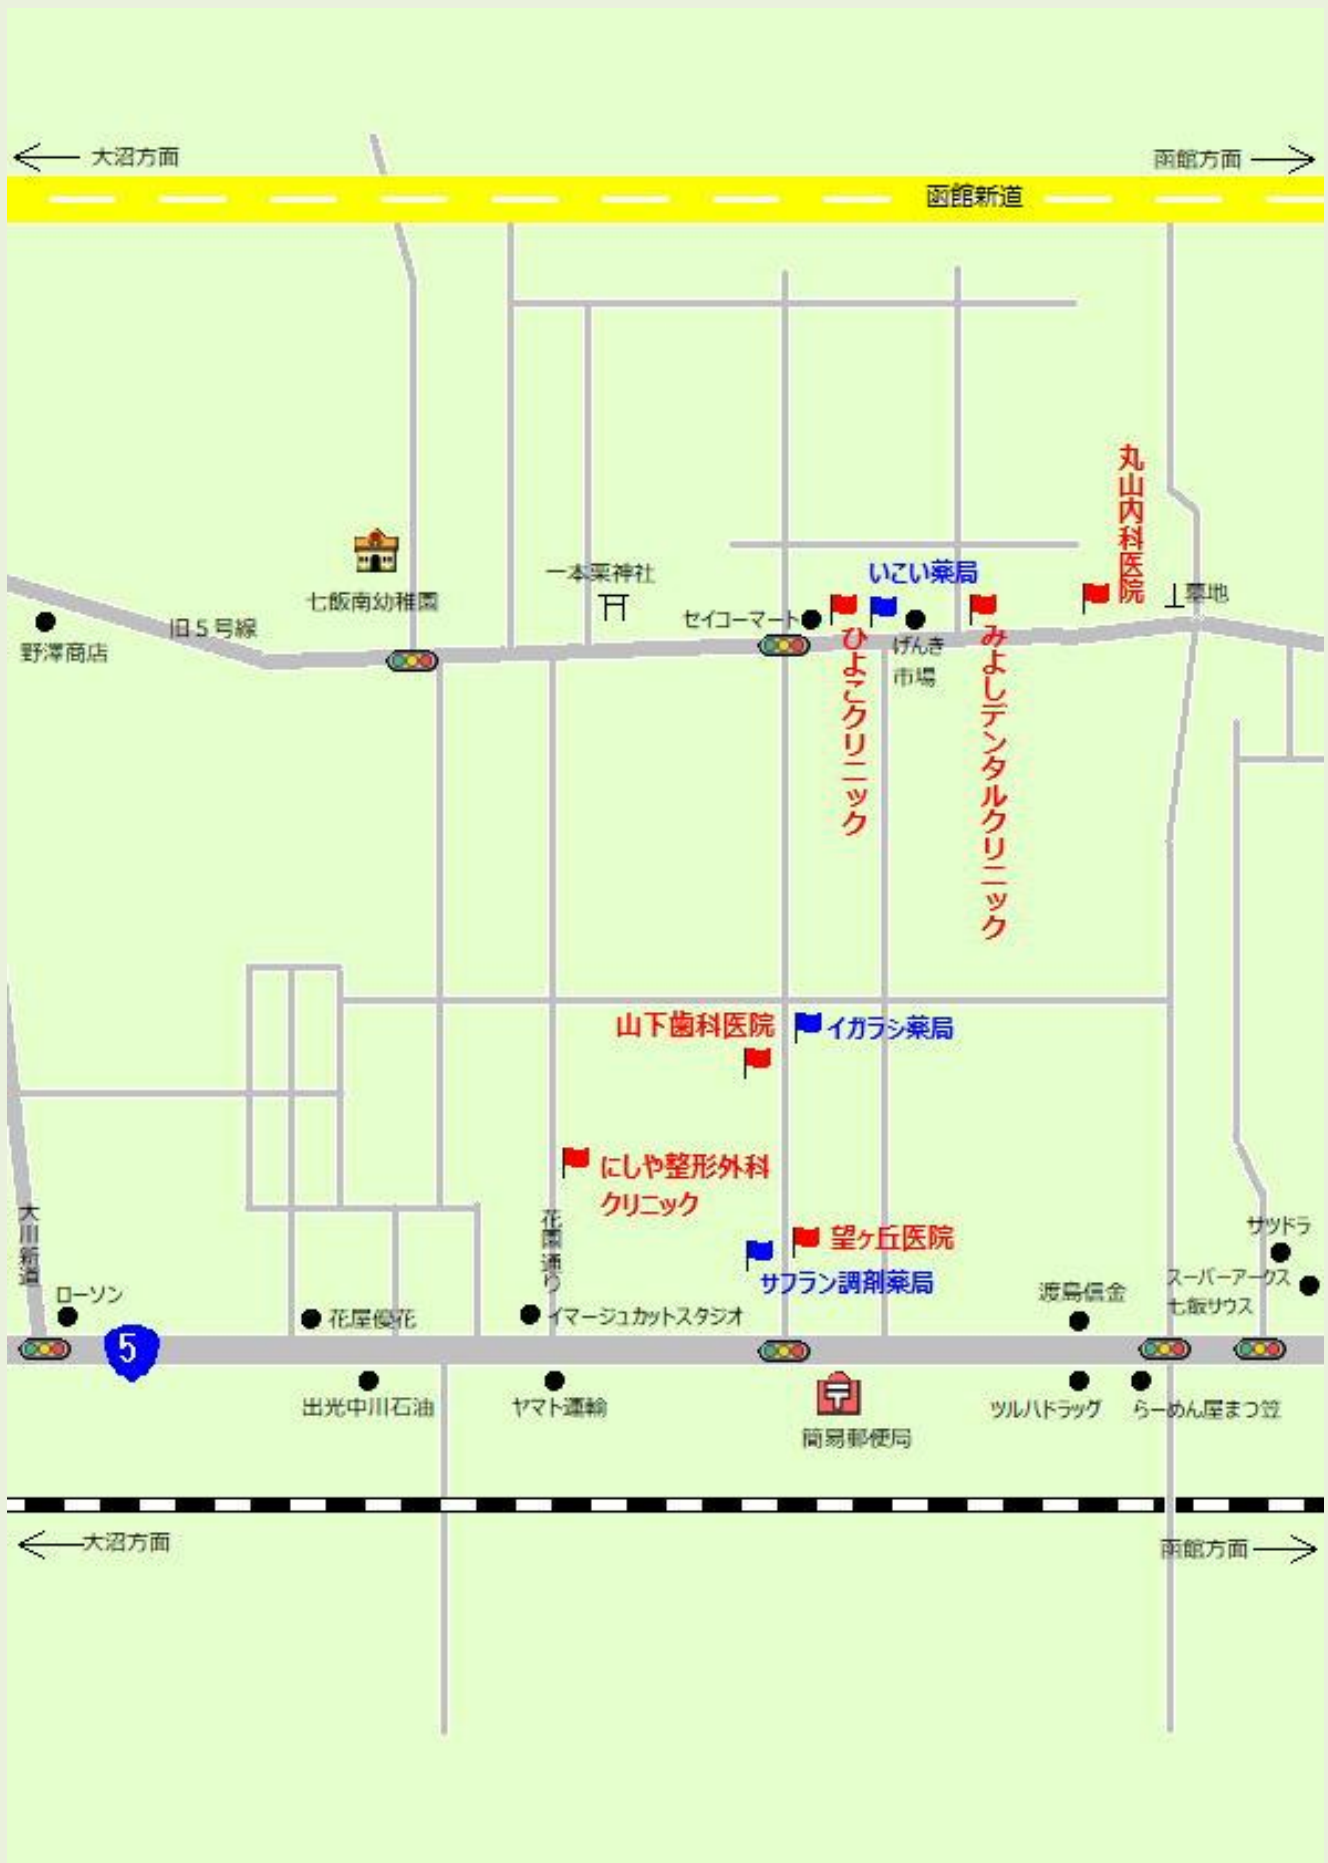 大沼方面
函館方面
函館新道
丸山内科医院
一本栗神社
いこい薬局
七飯南幼稚園
墓地
セイコーマート
旧５号線
野澤商店
げんき
市場
ひよこクリニック
みよしデンタルクリニック
山下歯科医院
イガラシ薬局
にしや整形外科
クリニック
大川新道
花園通り
望ヶ丘医院
サツドラ
サフラン調剤薬局
スーパーアークス
七飯サウス
ローソン
渡島信金
花屋優花
イマージュカットスタジオ
5
出光中川石油
ヤマト運輸
ツルハドラッグ
らーめん屋まつ笠
簡易郵便局
大沼方面
函館方面